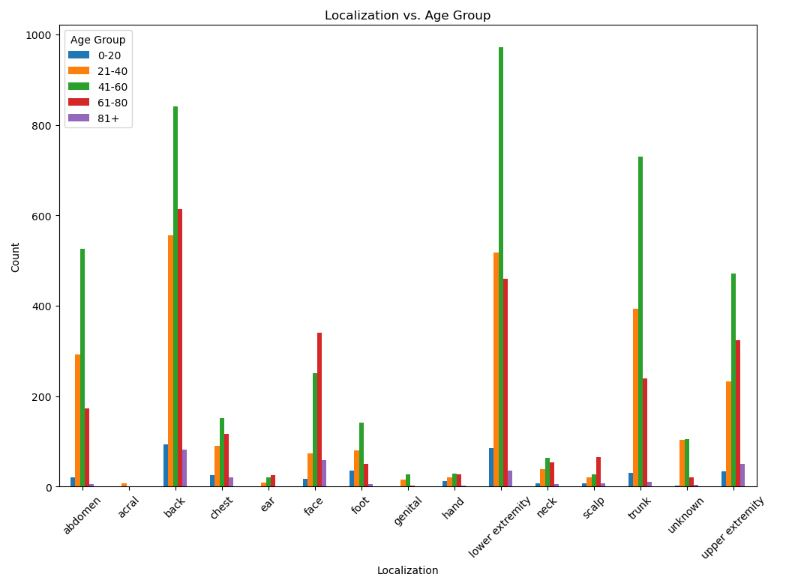 Localization vs. Age Group
Age Group
0-20
21-40
41-60
61-80
81+
Count
1000
800
600
400
200
0
abdomen
acral
back
chest
ear
face
foot
genital
hand
lower extremity
neck
scalp
trunk
unknown
upper extremity
Localization